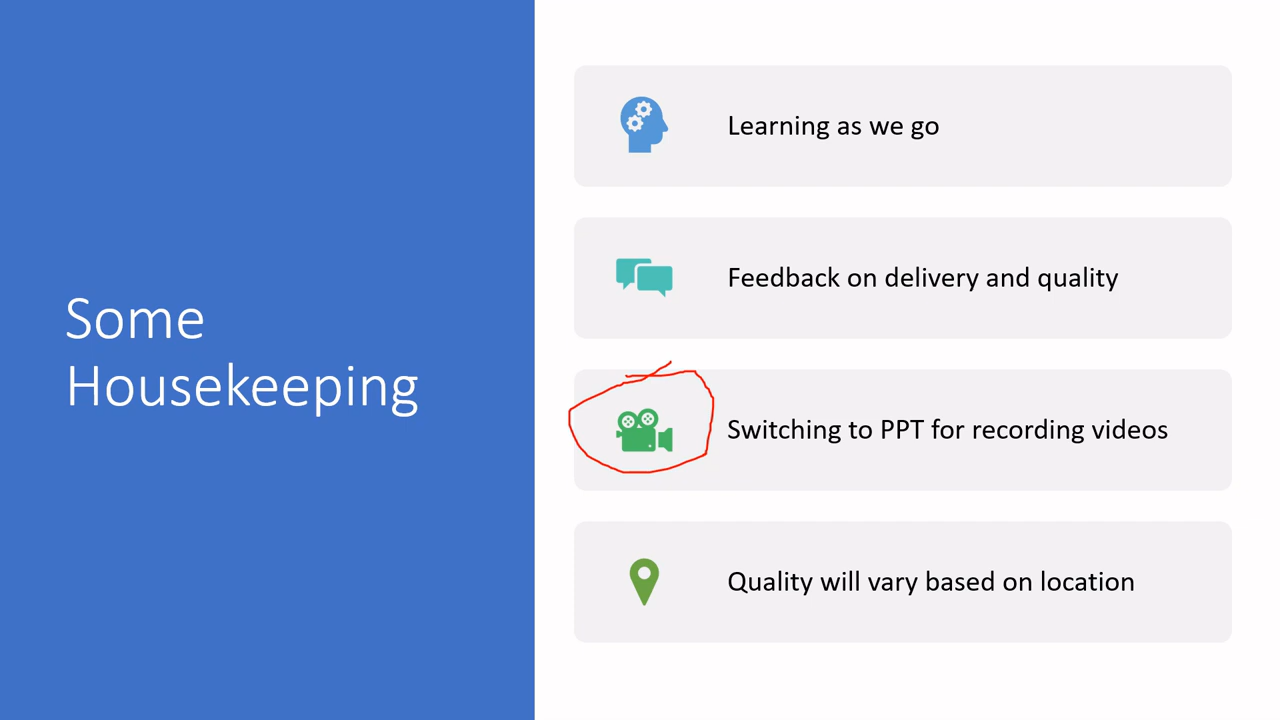 Some
Housekeeping
Learning as we go
Feedback on delivery and quality
Switching to PPT for recording videos
Quality will vary based on location